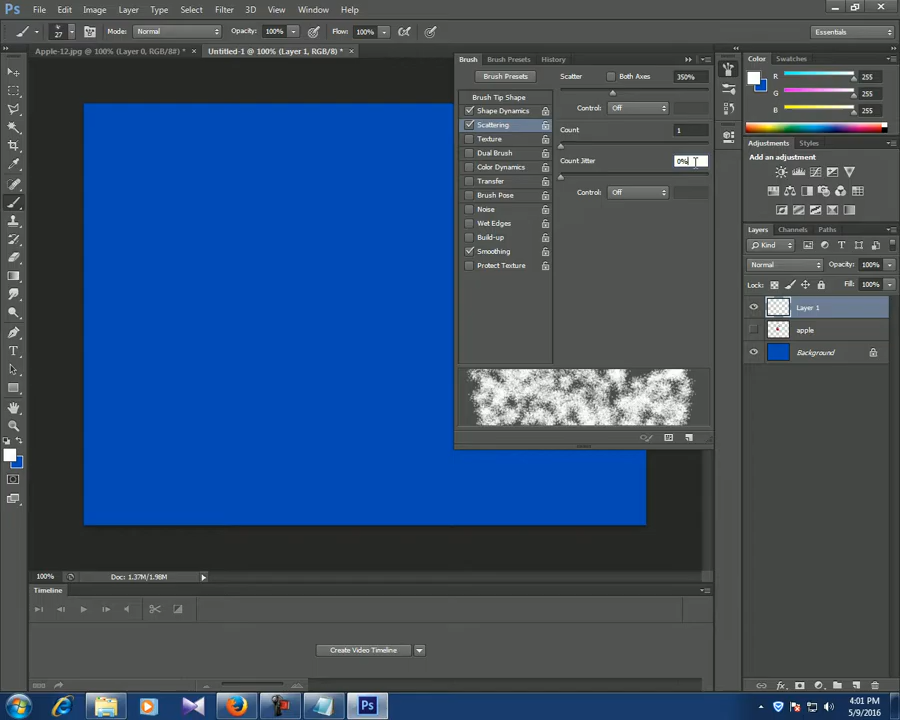 Ps File Edit Image Layer Type Select Filter 3D View Window Help
27 Mode: Normal Opacity: 100% Flow: 100% Essentials
Apple-12.jpg @ 100% (Layer 0, RGB/8#) * × Untitled-1 @ 100% (Layer 1, RGB/8) * ×
Brush Brush Presets History
Color Swatches
Brush Presets Scatter Both Axes 350%
R 255
G 255
B 255
Brush Tip Shape
Shape Dynamics Control: Off
Scattering Count 1
Texture
Dual Brush Count Jitter 0%
Color Dynamics
Transfer Control: Off
Brush Pose
Noise
Wet Edges
Build-up
Smoothing
Protect Texture
Adjustments Styles
Add an adjustment
Layers Channels Paths
Kind
Normal Opacity: 100%
Lock: Fill: 100%
Layer 1
apple
Background
100% Doc: 1.37M/1.98M
Timeline
Create Video Timeline
fx
Ps 4:01 PM
5/9/2016